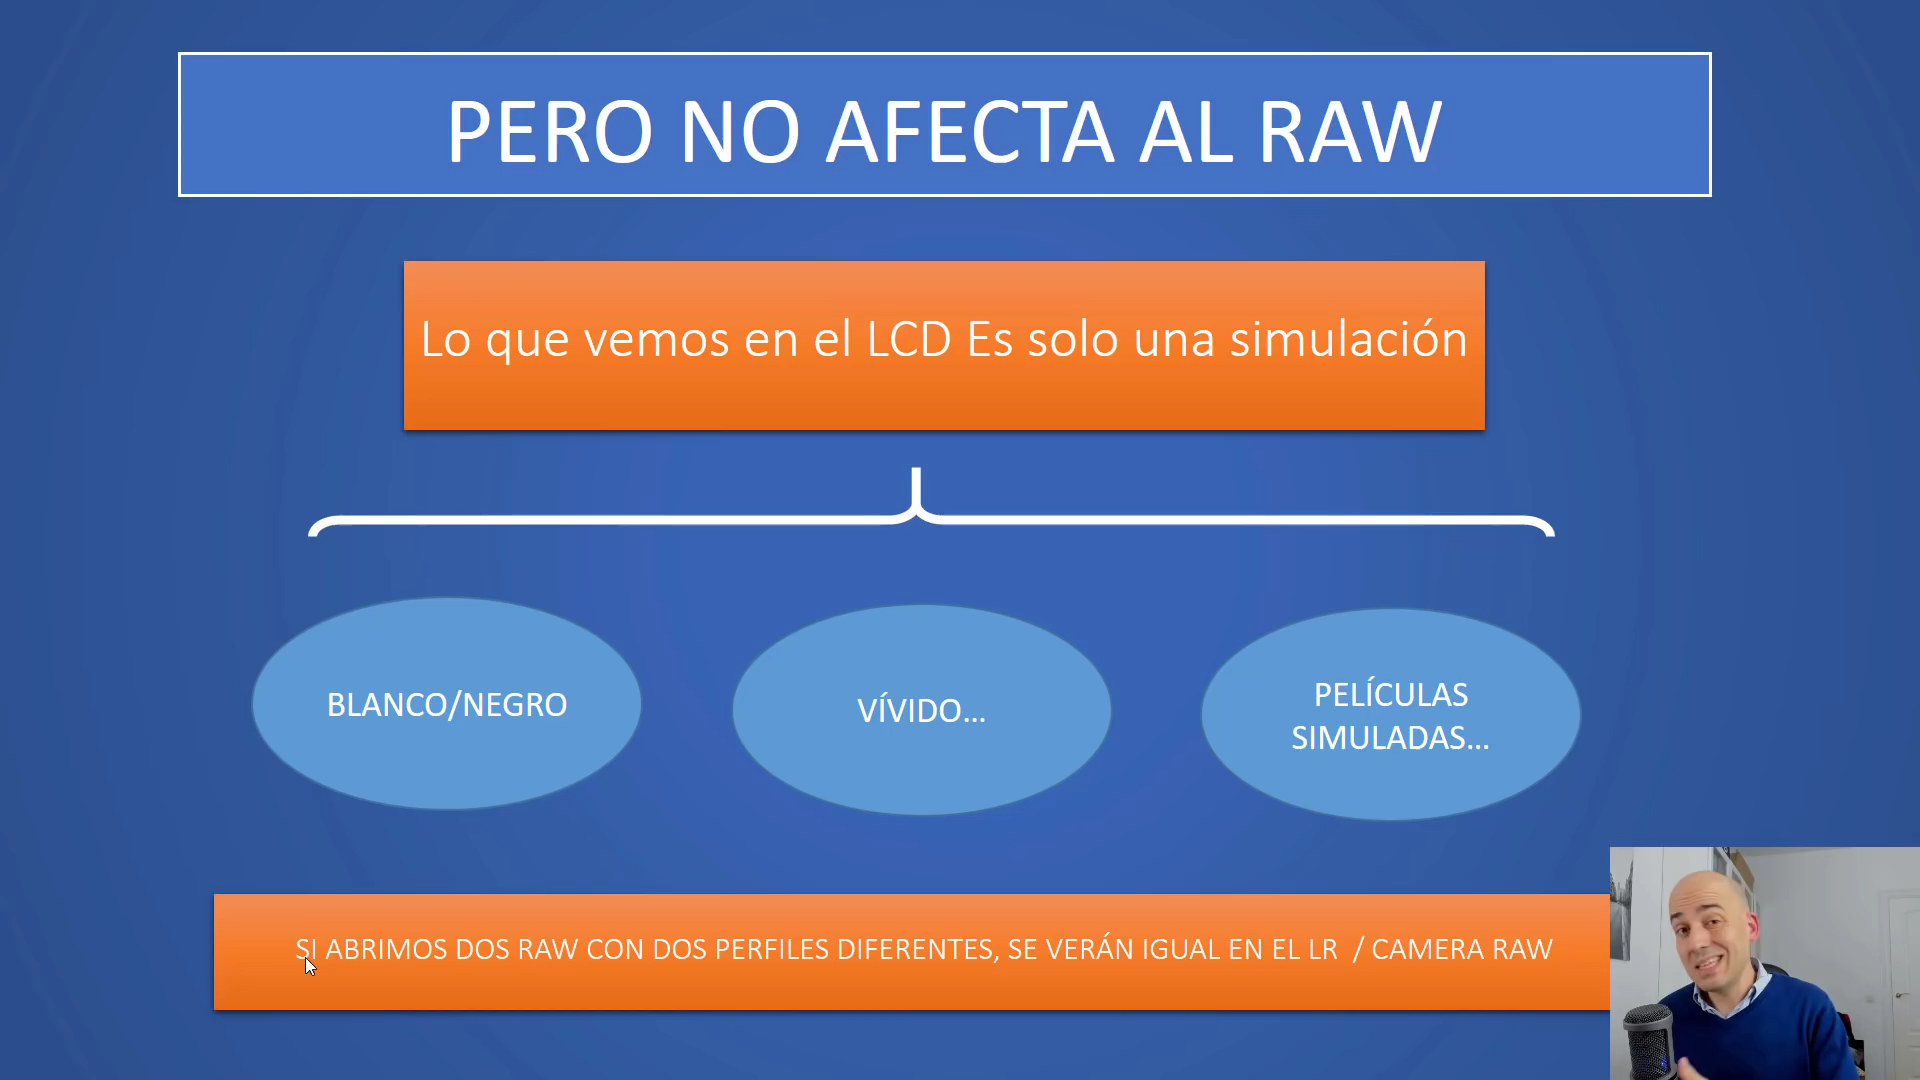 PERO NO AFECTA AL RAW
Lo que vemos en el LCD Es solo una simulación
BLANCO/NEGRO
VÍVIDO...
PELÍCULAS
SIMULADAS...
SI ABRIMOS DOS RAW CON DOS PERFILES DIFERENTES, SE VERÁN IGUAL EN EL LR / CAMERA RAW